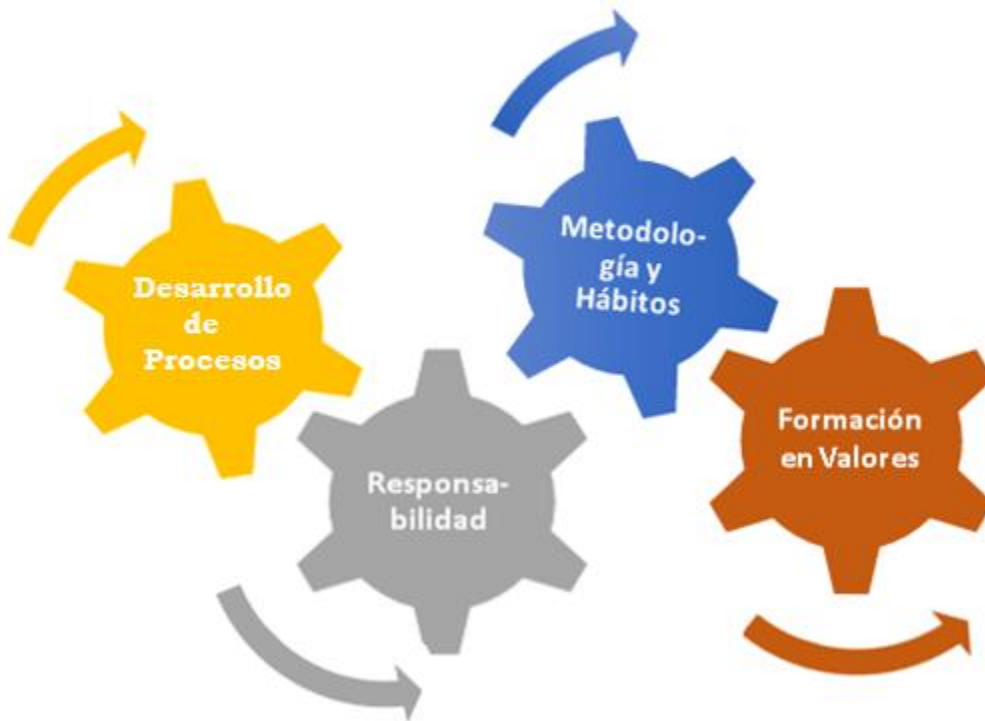 Desarrollo
de
Procesos
Responsa-
bilidad
Metodolo-
gía y
Hábitos
Formación
en Valores